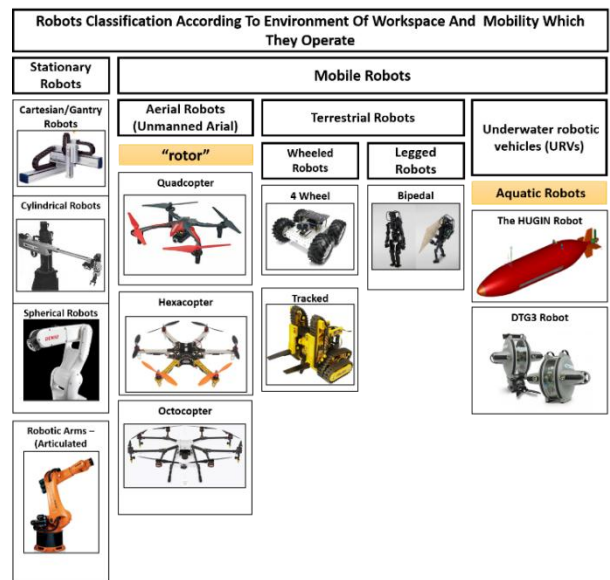 Robots Classification According To Environment Of Workspace And Mobility Which
They Operate
Stationary
Robots
Mobile Robots
Cartesian/Gantry
Robots
Cylindrical Robots
Spherical Robots
Robotic Arms –
(Articulated
Aerial Robots
(Unmanned Arial)
“rotor”
Quadcopter
Hexacopter
Octocopter
Terrestrial Robots
Wheeled
Robots
4 Wheel
Tracked
Legged
Robots
Bipedal
Underwater robotic
vehicles (URVs)
Aquatic Robots
The HUGIN Robot
DTG3 Robot